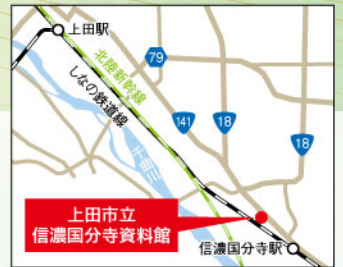 上田駅
北陸新幹線
しなの鉄道線
79
141
18
18
千曲川
上田市立
信濃国分寺資料館
信濃国分寺駅